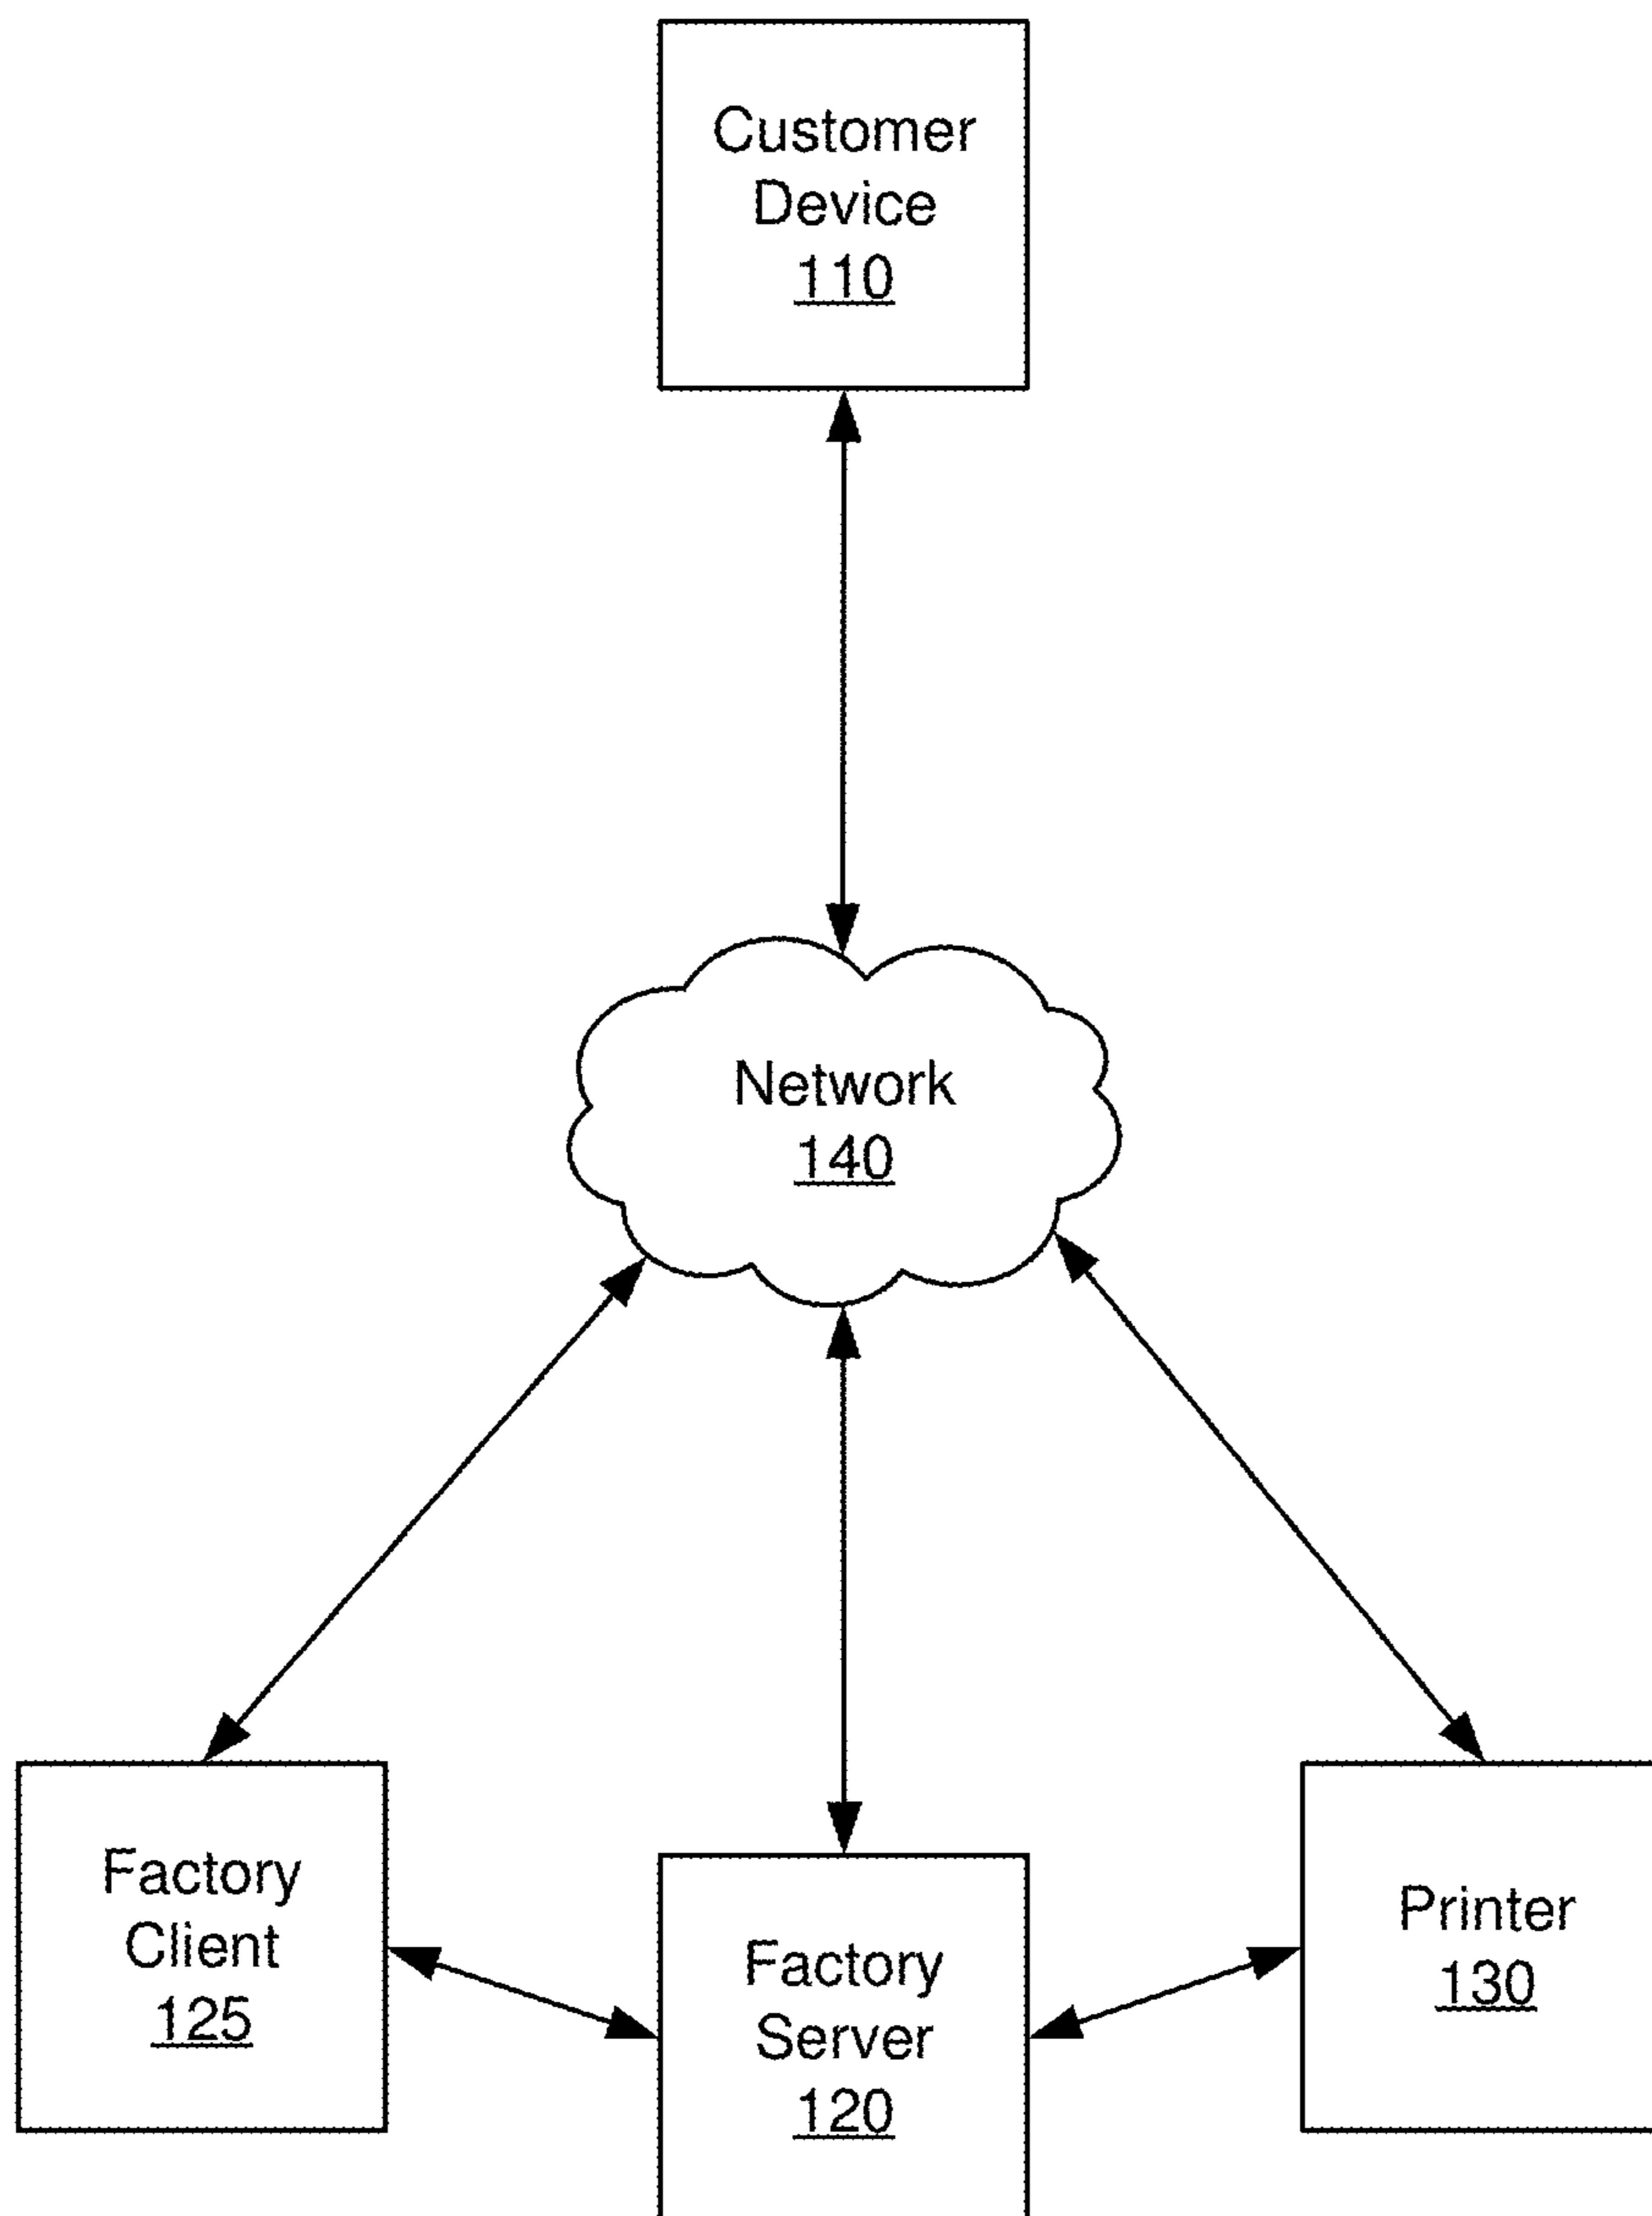 Customer
Device
110
Network
140
Factory
Client
125
Factory
Server
120
Printer
130